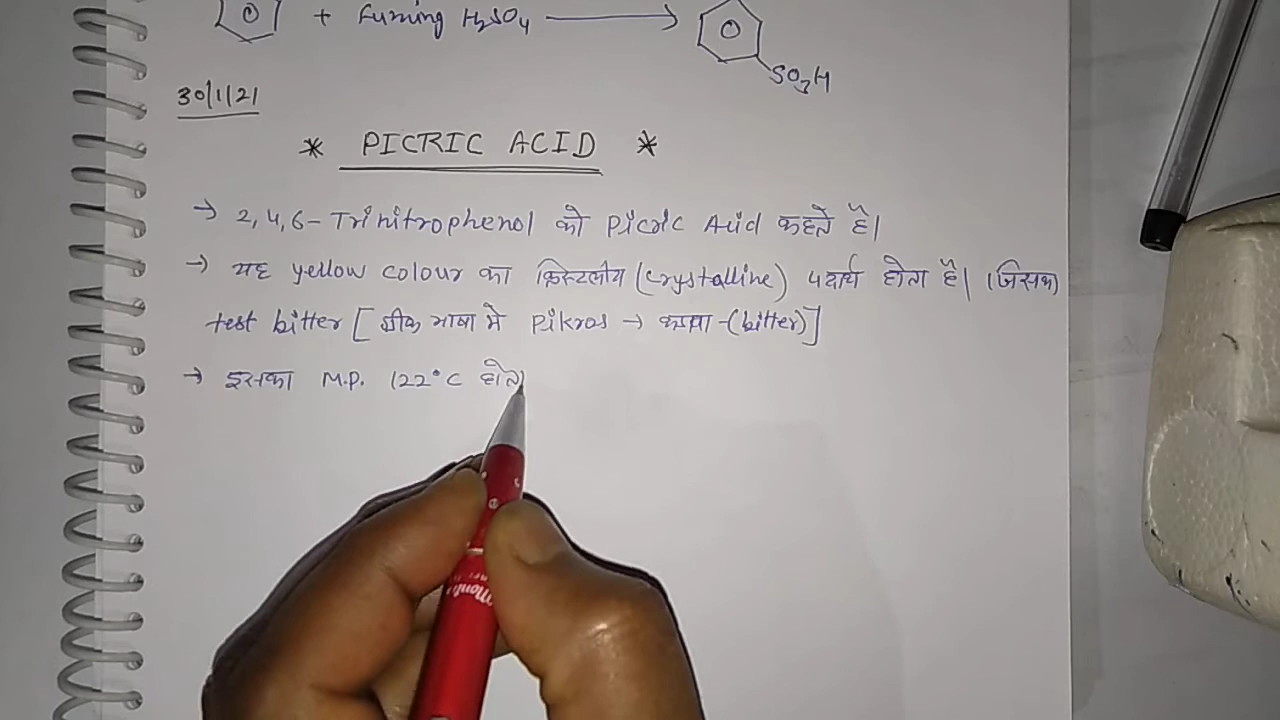 + Fuming H₂SO₄
SO₃H
30/1/21
* PICRIC ACID *
→ 2,4,6- Trinitrophenol को Picric Acid कहते हैं।
→ यह yellow colour का क्रिस्टलीय (crystalline) पदार्थ होता है। जिसका
test bitter [ग्रीक भाषा मे Pikros → कडवा -(bitter)]
→ इसका M.P. 122°C होता